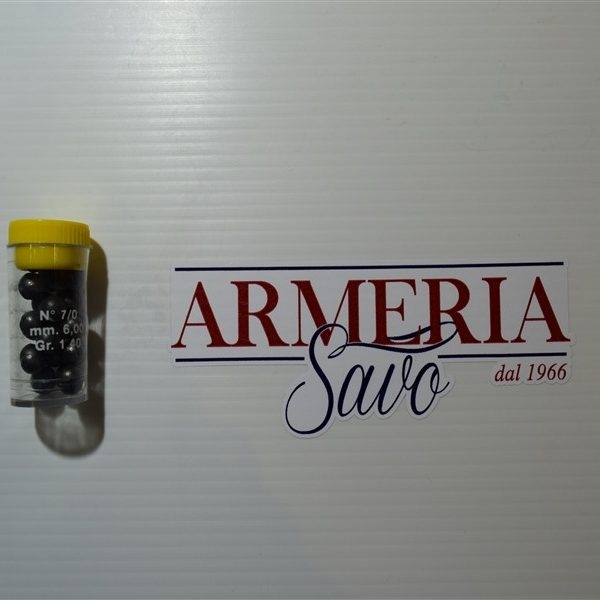 N° 7/0
mm. 6,00
Gr. 1,40
ARMERIA
Savo
dal 1966